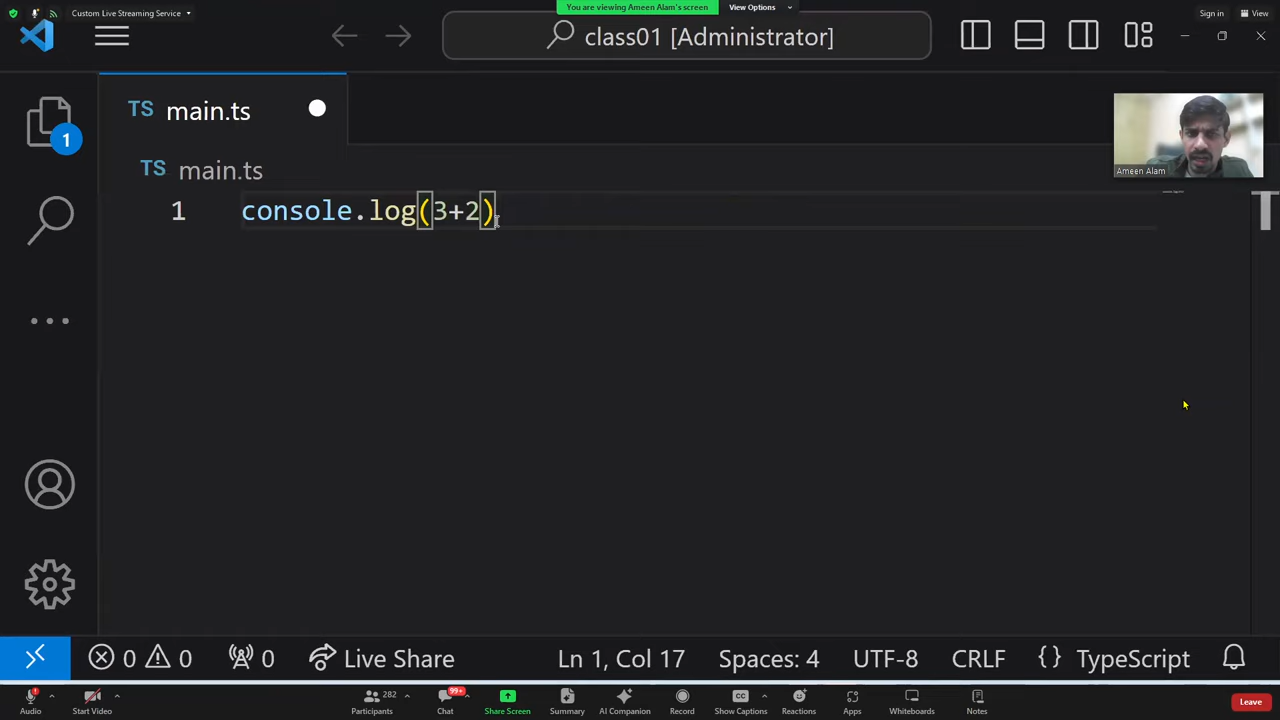 Custom Live Streaming Service
You are viewing Ameen Alam's screen
View Options
Sign in
View
class01 [Administrator]
TS main.ts
TS main.ts
1 console.log(3+2)
Ameen Alam
1
0 0 0 Live Share Ln 1, Col 17 Spaces: 4 UTF-8 CRLF {} TypeScript
282 99+
Audio Start Video Participants Chat Share Screen Summary AI Companion Record Show Captions Reactions Apps Whiteboards Notes Leave